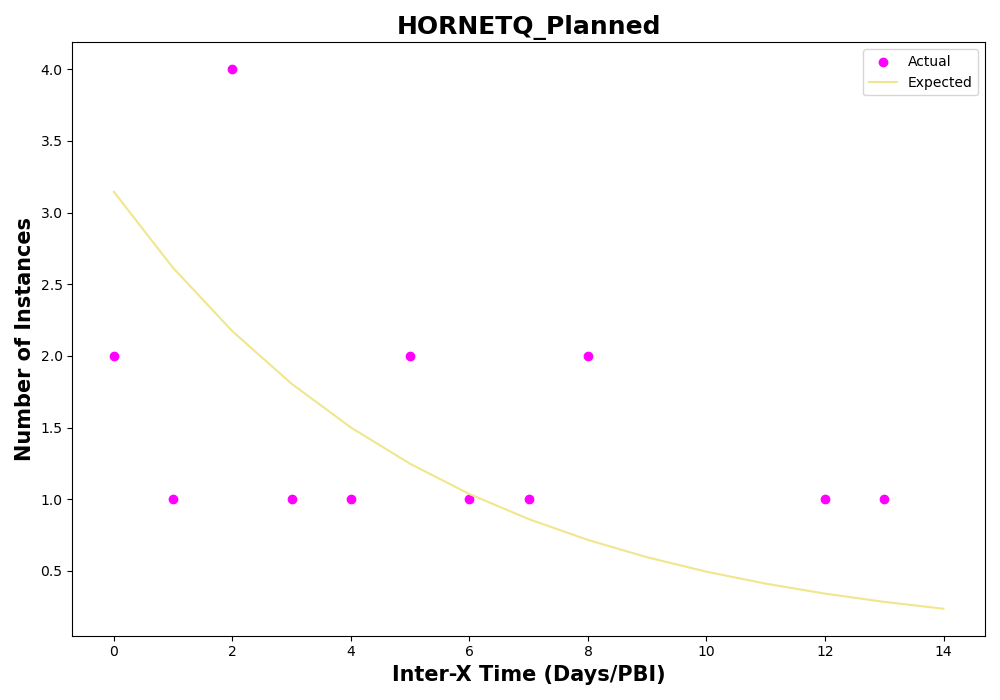 HORNETQ_Planned
Actual
Expected
4.0
3.5
3.0
2.5
2.0
1.5
1.0
0.5
Number of Instances
0 2 4 6 8 10 12 14
Inter-X Time (Days/PBI)